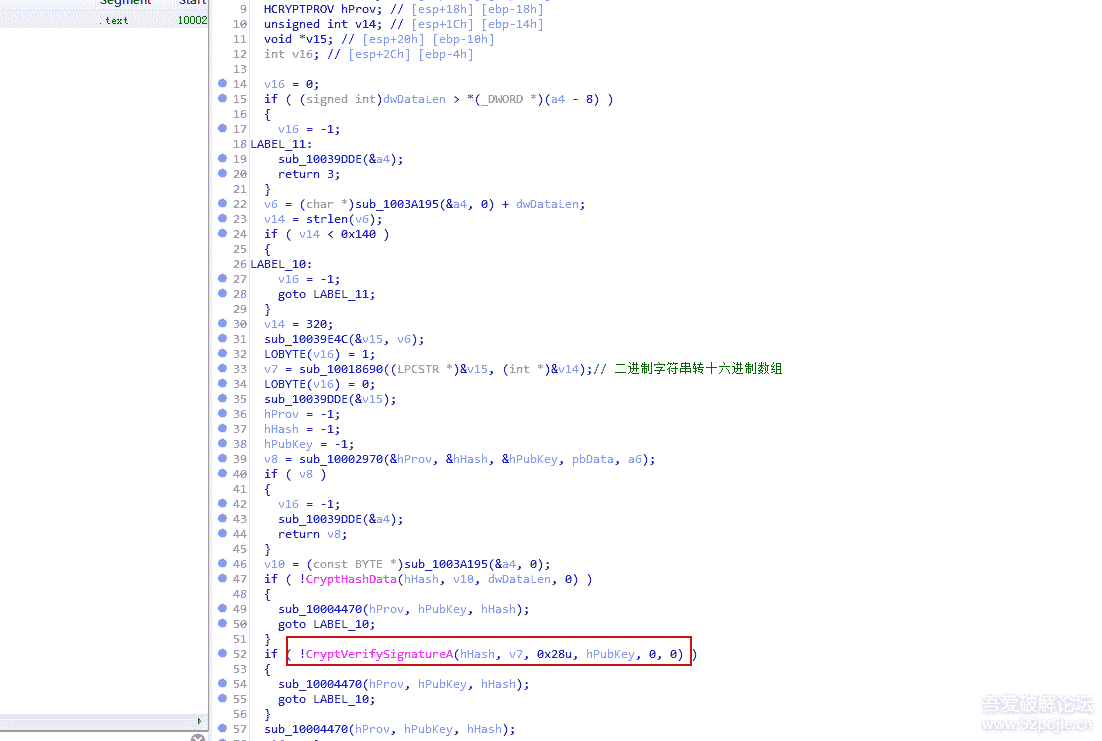 Segment Start
.text 10002
9 HCRYPTPROV hProv; // [esp+18h] [ebp-18h]
10 unsigned int v14; // [esp+1Ch] [ebp-14h]
11 void *v15; // [esp+20h] [ebp-10h]
12 int v16; // [esp+2Ch] [ebp-4h]
13
14 v16 = 0;
15 if ( (signed int)dwDataLen > *(_DWORD *)(a4 - 8) )
16 {
17 v16 = -1;
18 LABEL_11:
19 sub_10039DDE(&a4);
20 return 3;
21 }
22 v6 = (char *)sub_1003A195(&a4, 0) + dwDataLen;
23 v14 = strlen(v6);
24 if ( v14 < 0x140 )
25 {
26 LABEL_10:
27 v16 = -1;
28 goto LABEL_11;
29 }
30 v14 = 320;
31 sub_10039E4C(&v15, v6);
32 LOBYTE(v16) = 1;
33 v7 = sub_10018690((LPCSTR *)&v15, (int *)&v14);// 二进制字符串转十六进制数组
34 LOBYTE(v16) = 0;
35 sub_10039DDE(&v15);
36 hProv = -1;
37 hHash = -1;
38 hPubKey = -1;
39 v8 = sub_10002970(&hProv, &hHash, &hPubKey, pbData, a6);
40 if ( v8 )
41 {
42 v16 = -1;
43 sub_10039DDE(&a4);
44 return v8;
45 }
46 v10 = (const BYTE *)sub_1003A195(&a4, 0);
47 if ( !CryptHashData(hHash, v10, dwDataLen, 0) )
48 {
49 sub_10004470(hProv, hPubKey, hHash);
50 goto LABEL_10;
51 }
52 if ( !CryptVerifySignatureA(hHash, v7, 0x28u, hPubKey, 0, 0) )
53 {
54 sub_10004470(hProv, hPubKey, hHash);
55 goto LABEL_10;
56 }
57 sub_10004470(hProv, hPubKey, hHash);
吾爱破解论坛
www.52pojie.cn